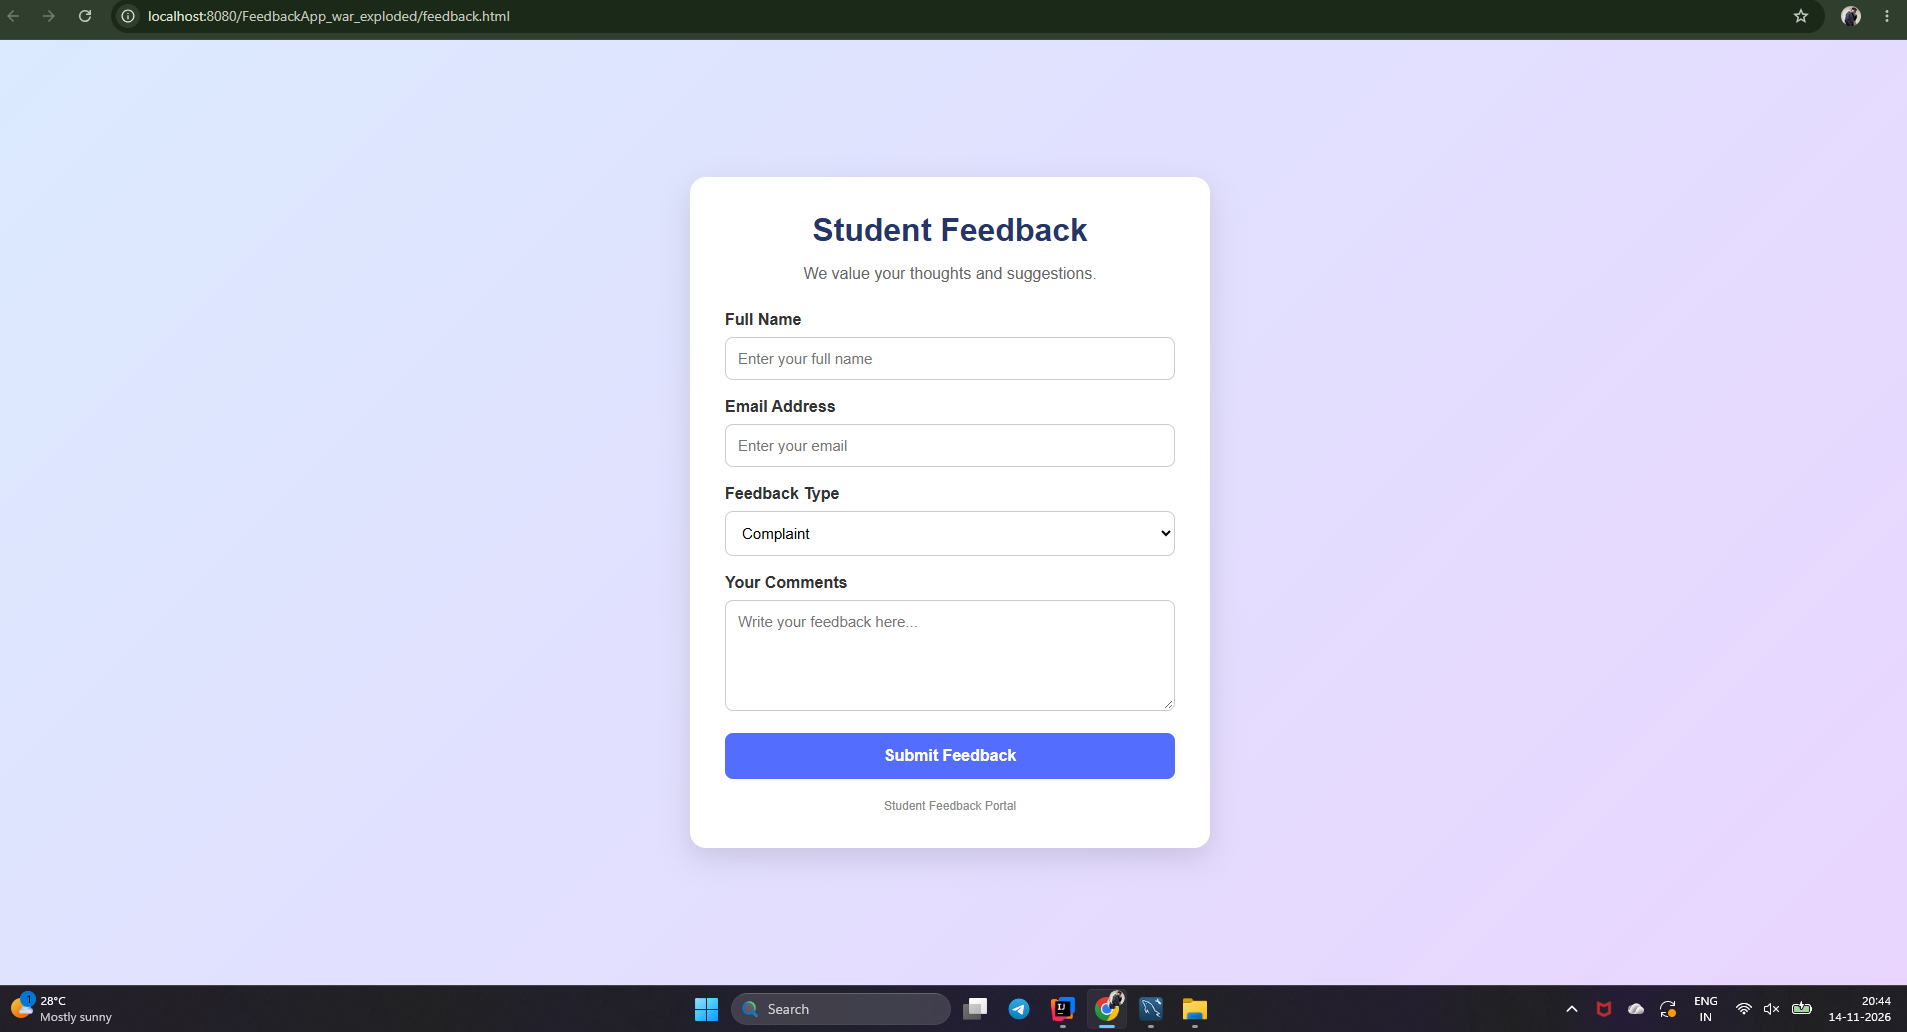 localhost:8080/FeedbackApp_war_exploded/feedback.html
Student Feedback
We value your thoughts and suggestions.
Full Name
Enter your full name
Email Address
Enter your email
Feedback Type
Complaint
Your Comments
Write your feedback here...
Submit Feedback
Student Feedback Portal
1
28°C
Mostly sunny
Search
IJ
ENG
IN
20:44
14-11-2026